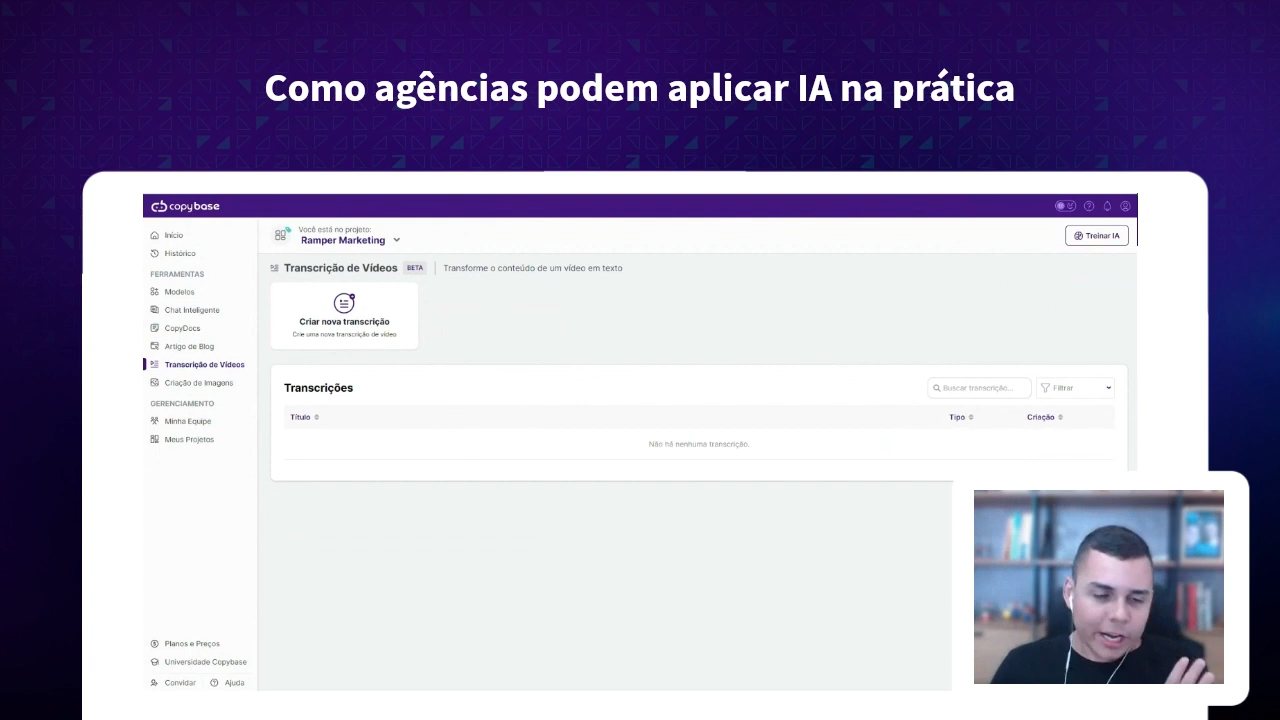 Como agências podem aplicar IA na prática
copybase
Início
Histórico
FERRAMENTAS
Modelos
Chat Inteligente
CopyDocs
Artigo de Blog
Transcrição de Vídeos
Criação de Imagens
GERENCIAMENTO
Minha Equipe
Meus Projetos
Planos e Preços
Universidade Copybase
Convidar Ajuda
Você está no projeto:
Ramper Marketing
Treinar IA
Transcrição de Vídeos BETA Transforme o conteúdo de um vídeo em texto
Criar nova transcrição
Crie uma nova transcrição de vídeo
Transcrições
Buscar transcrição... Filtrar
Título Tipo Criação
Não há nenhuma transcrição.